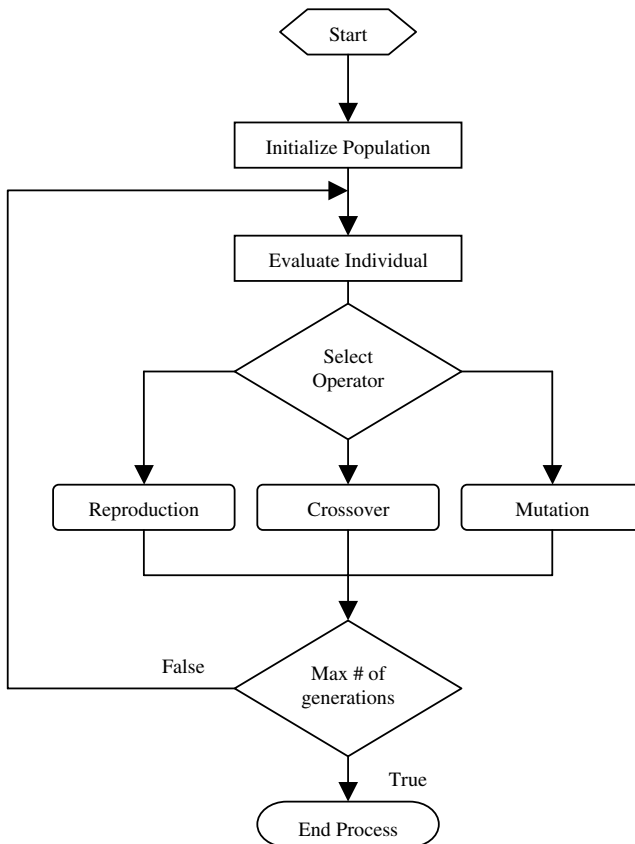 Start
Initialize Population
Evaluate Individual
Select
Operator
Reproduction
Crossover
Mutation
False
Max # of
generations
True
End Process